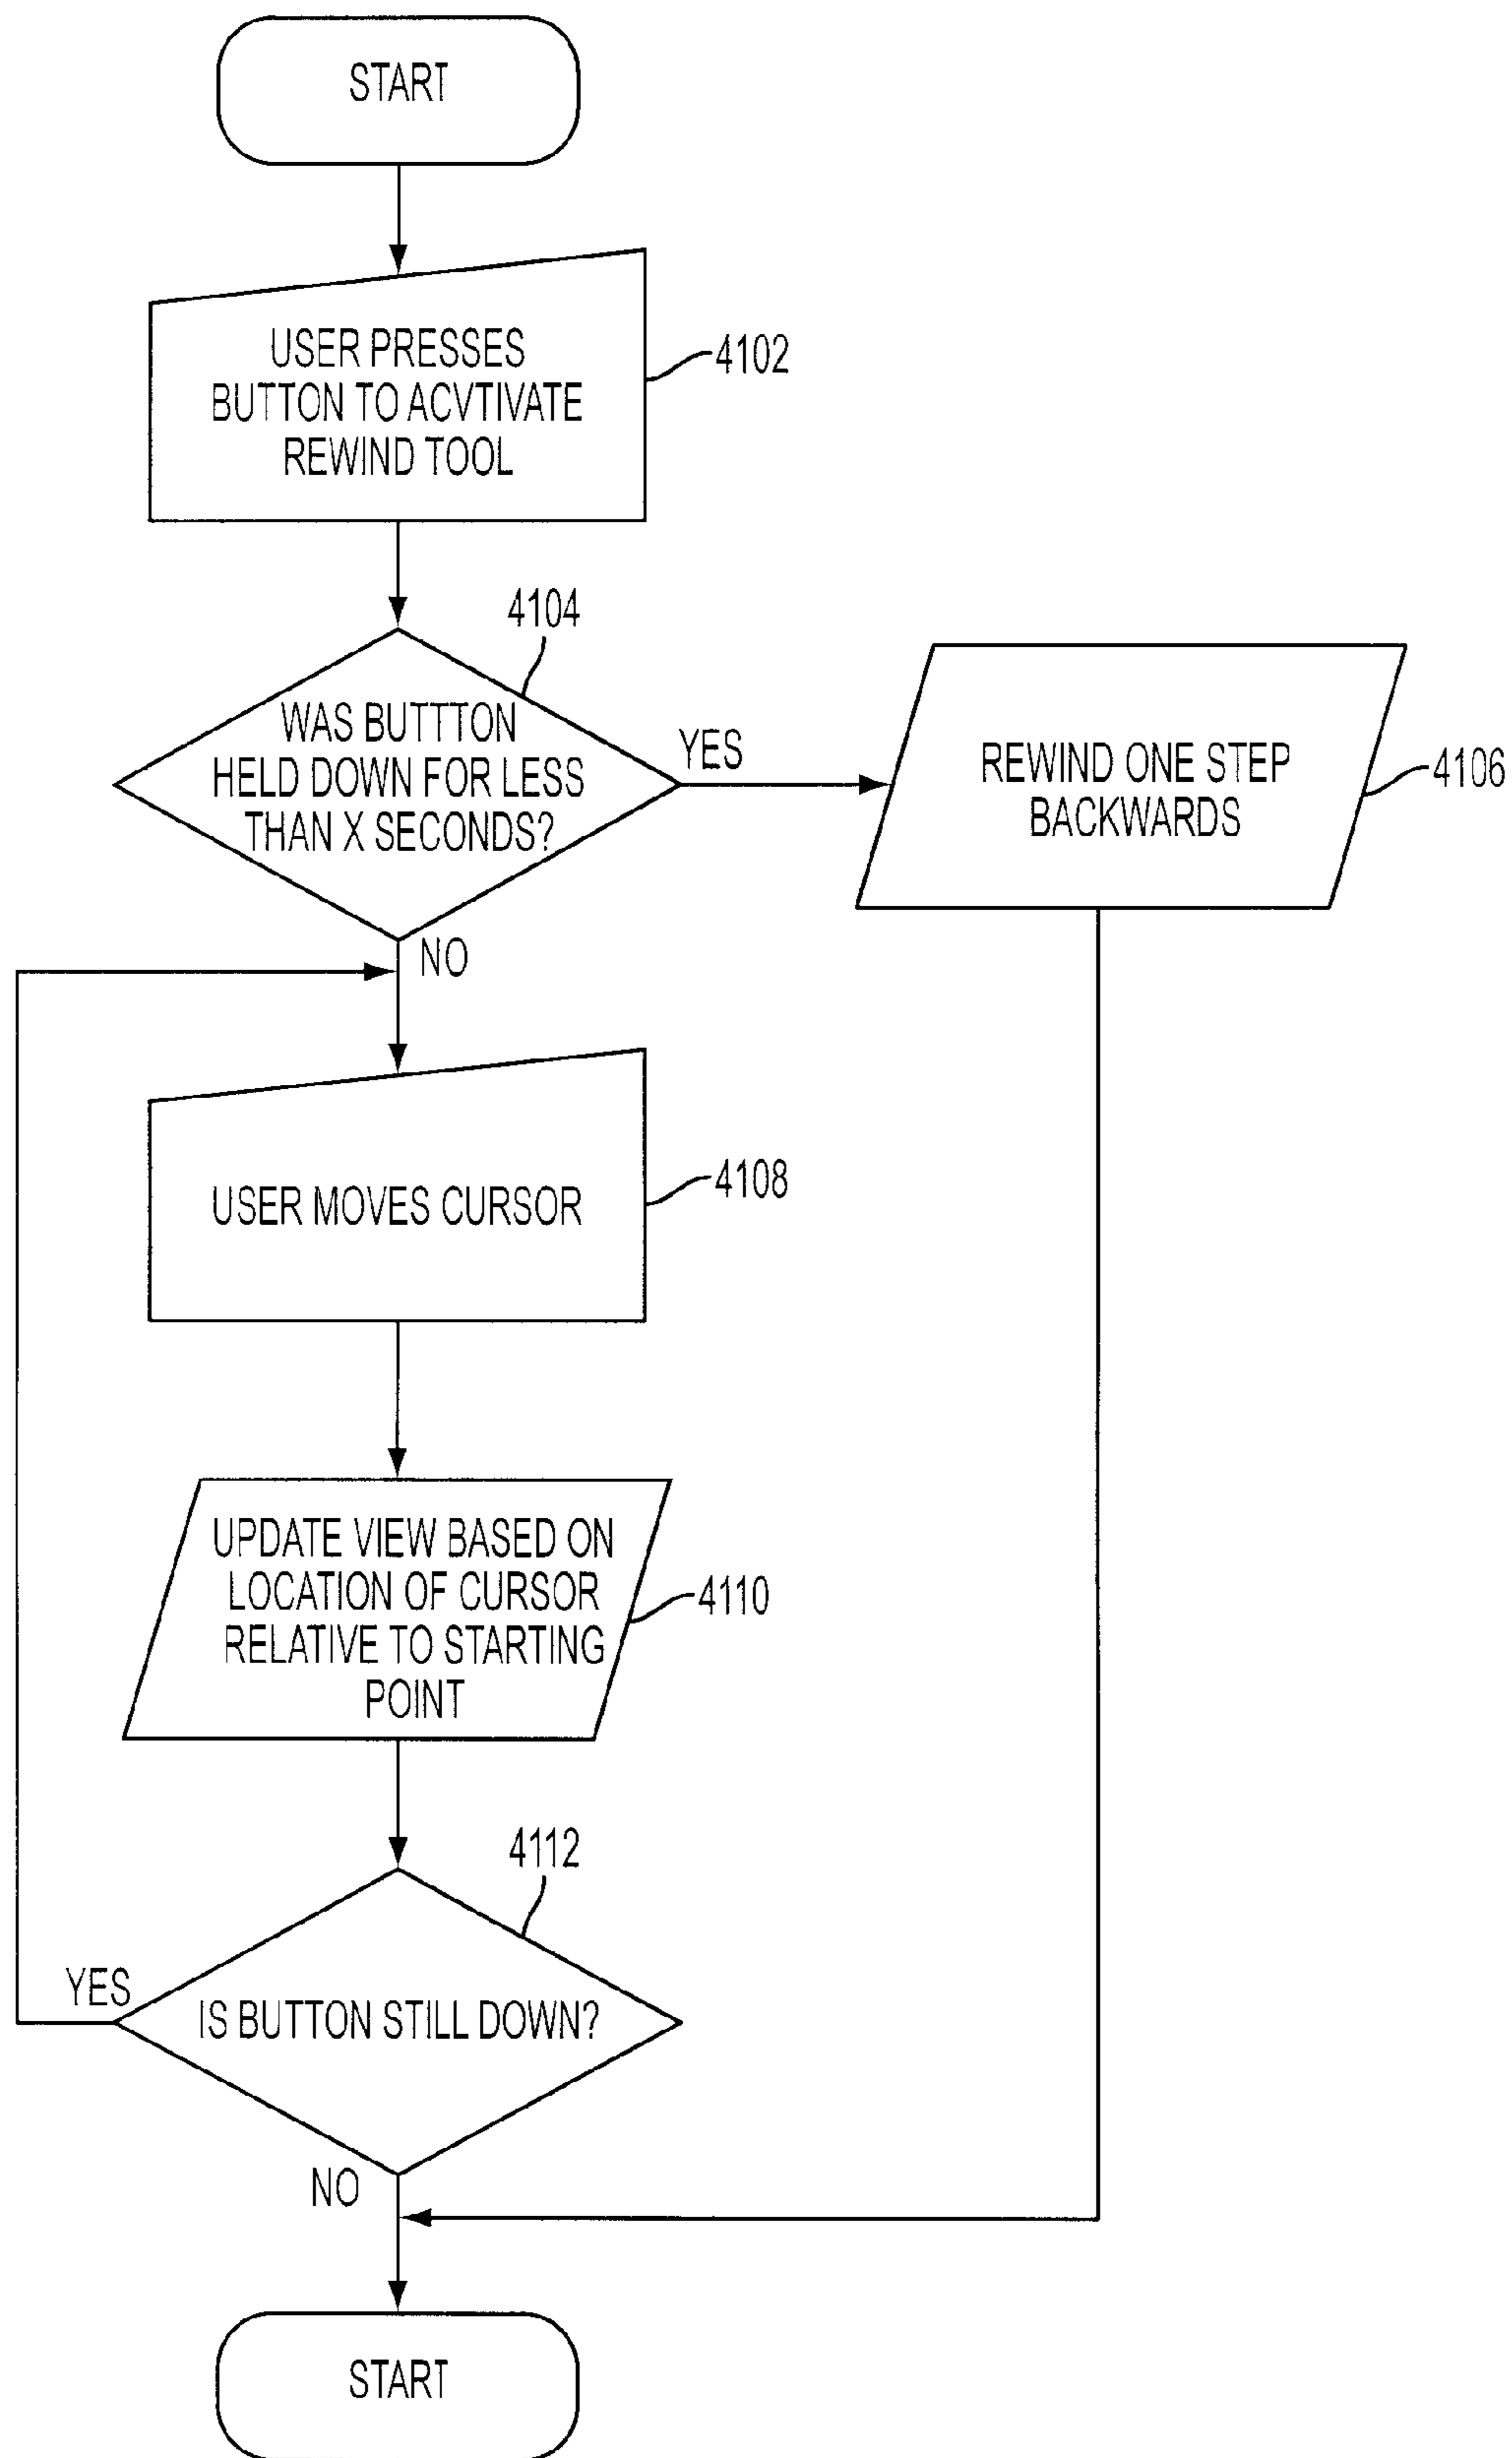 START
USER PRESSES
BUTTON TO ACVTIVATE
REWIND TOOL
4102
4104
WAS BUTTTON
HELD DOWN FOR LESS
THAN X SECONDS?
YES
REWIND ONE STEP
BACKWARDS
4106
NO
USER MOVES CURSOR
4108
UPDATE VIEW BASED ON
LOCATION OF CURSOR
RELATIVE TO STARTING
POINT
4110
4112
YES
IS BUTTON STILL DOWN?
NO
START